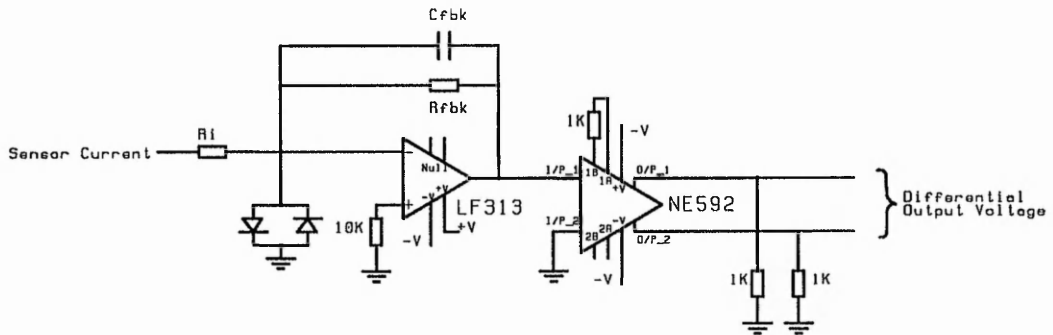 Cfbk
Rfbk
Ri
Sensor Current
Null
-V
+V
LF313
10K
-V
+V
1K
-V
I/P_1
1B
1A
+V
O/P_1
NE592
I/P_2
-V
2B
2A
O/P_2
-V
1K
1K
Differential
Output Voltage